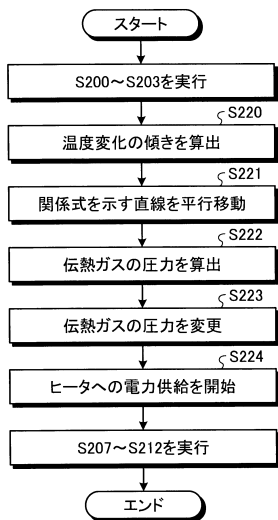 スタート
S200～S203を実行
S220
温度変化の傾きを算出
S221
関係式を示す直線を平行移動
S222
伝熱ガスの圧力を算出
S223
伝熱ガスの圧力を変更
S224
ヒータへの電力供給を開始
S207～S212を実行
エンド